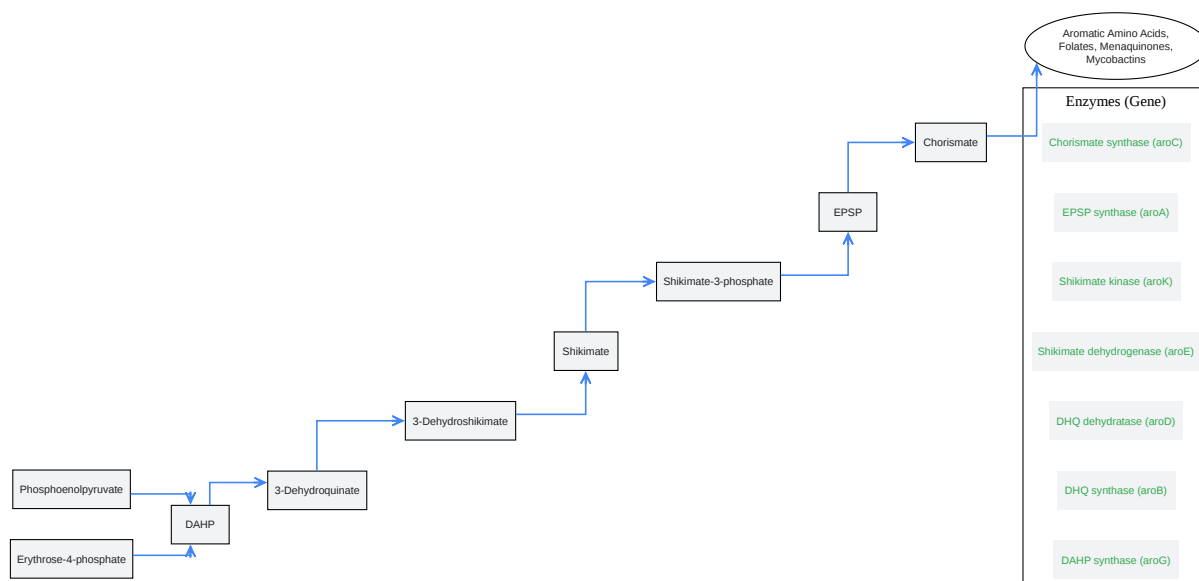 Aromatic Amino Acids,
Folates, Menaquinones,
Mycobactins
Enzymes (Gene)
Chorismate
Chorismate synthase (aroC)
EPSP
EPSP synthase (aroA)
Shikimate-3-phosphate
Shikimate kinase (aroK)
Shikimate
Shikimate dehydrogenase (aroE)
3-Dehydroshikimate
DHQ dehydratase (aroD)
Phosphoenolpyruvate
3-Dehydroquinate
DHQ synthase (aroB)
DAHP
Erythrose-4-phosphate
DAHP synthase (aroG)